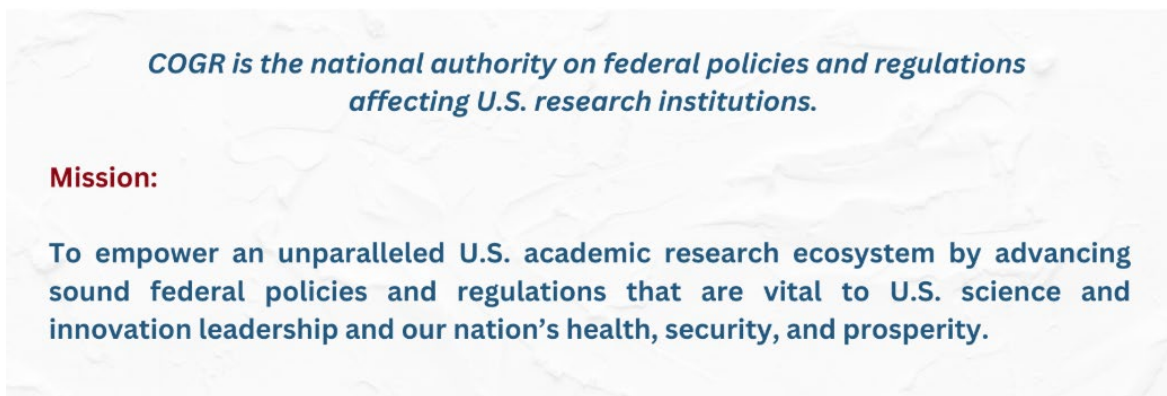 COGR is the national authority on federal policies and regulations
affecting U.S. research institutions.
Mission:
To empower an unparalleled U.S. academic research ecosystem by advancing
sound federal policies and regulations that are vital to U.S. science and
innovation leadership and our nation’s health, security, and prosperity.